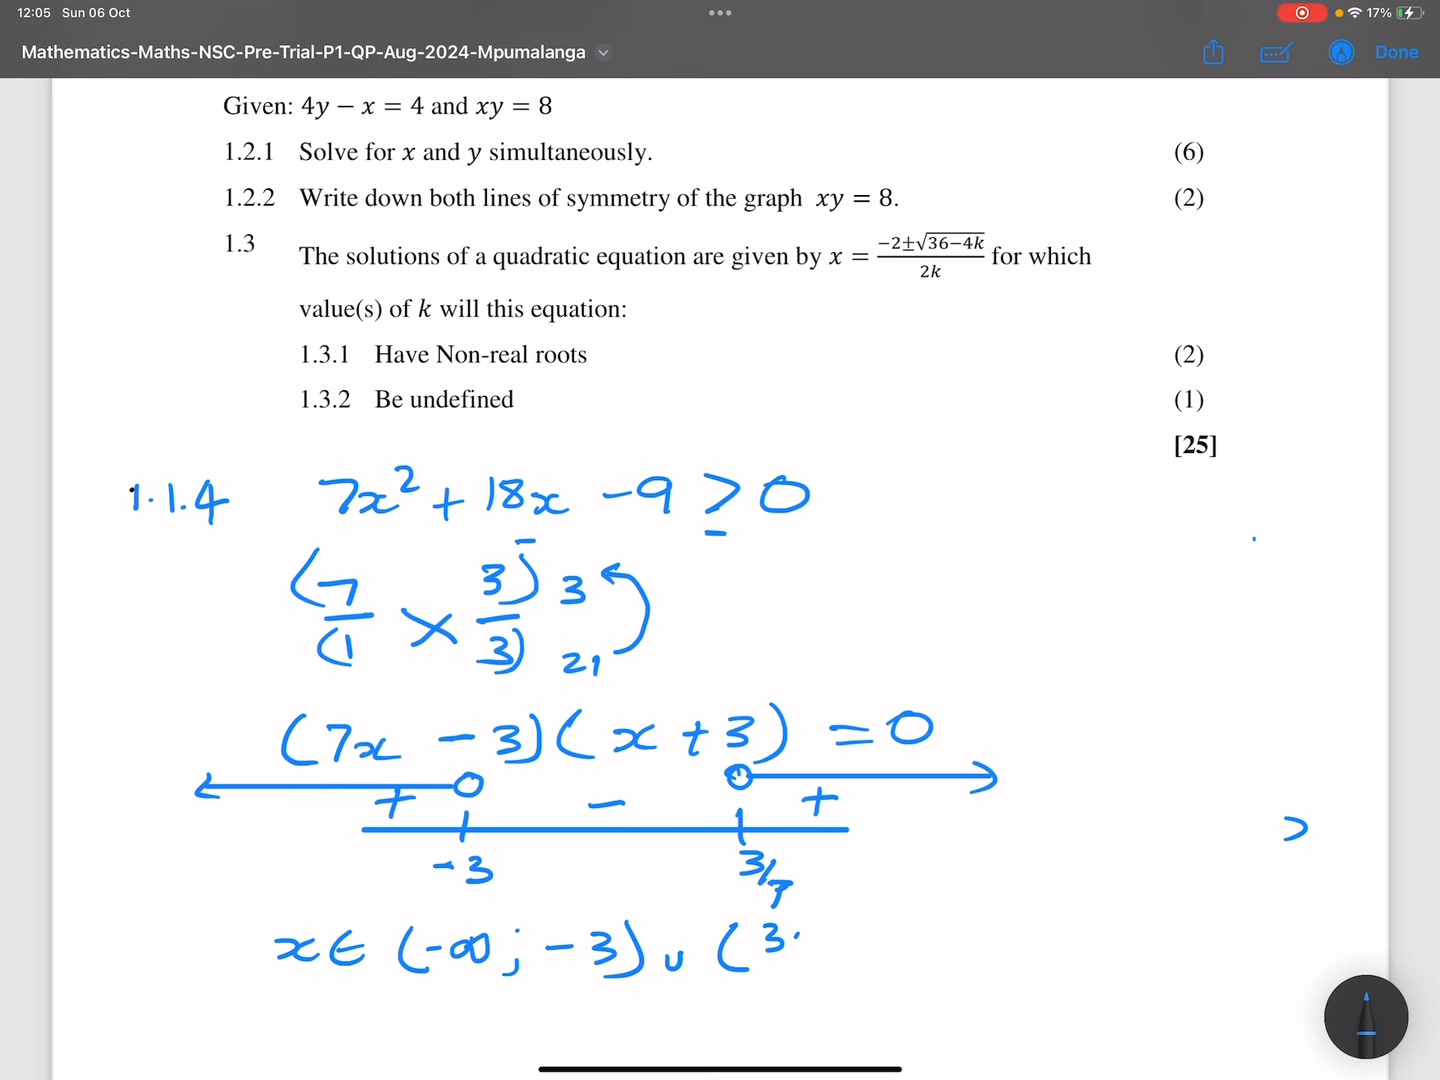 12:05 Sun 06 Oct
17%
Mathematics-Maths-NSC-Pre-Trial-P1-QP-Aug-2024-Mpumalanga
Done
Given: 4y − x = 4 and xy = 8
1.2.1 Solve for x and y simultaneously. (6)
1.2.2 Write down both lines of symmetry of the graph xy = 8. (2)
1.3 The solutions of a quadratic equation are given by x = (−2±√(36−4k))/(2k) for which
value(s) of k will this equation:
1.3.1 Have Non-real roots (2)
1.3.2 Be undefined (1)
[25]
1.1.4 7x² + 18x − 9 ≥ 0
(7 3) 3
(1 × 3) 21
(7x − 3)(x + 3) = 0
+ − +
−3 3/7
x ∈ (−∞ ; −3) ∪ (3